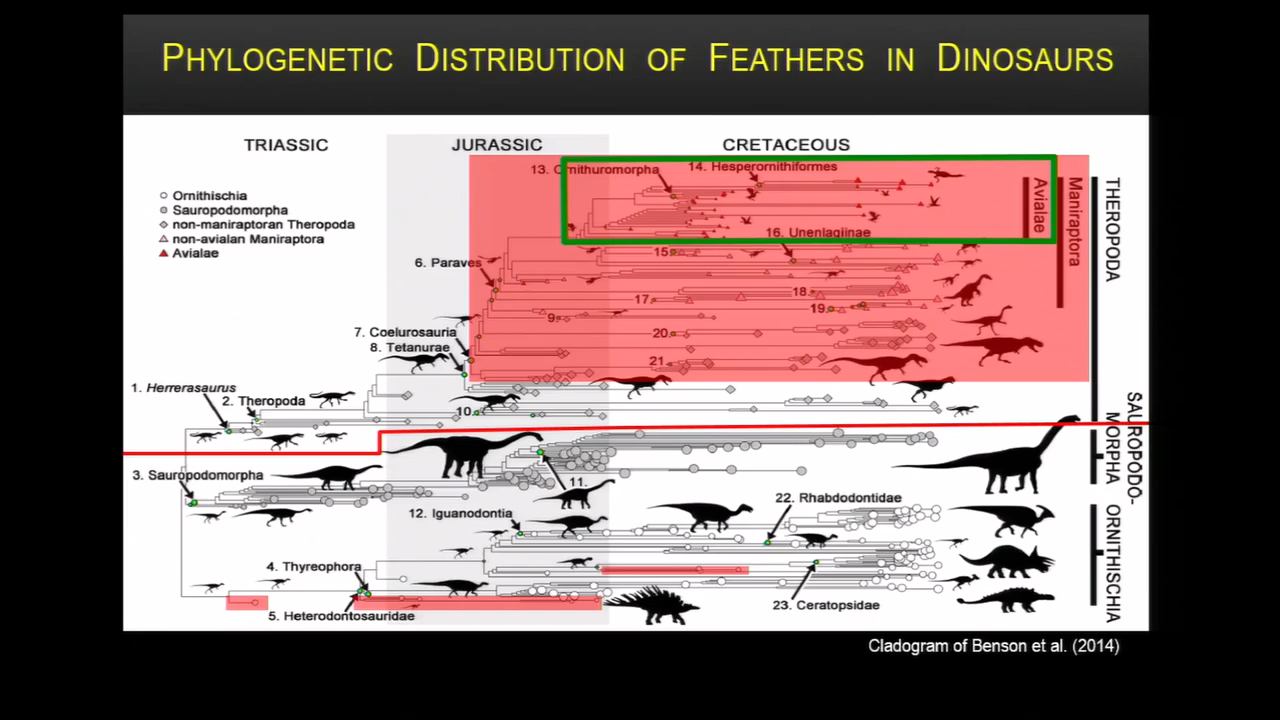 PHYLOGENETIC DISTRIBUTION OF FEATHERS IN DINOSAURS
TRIASSIC
JURASSIC
CRETACEOUS
Ornithischia
Sauropodomorpha
non-maniraptoran Theropoda
non-avialan Maniraptora
Avialae
13. Ornithuromorpha
14. Hesperornithiformes
15.
16. Unenlagiinae
6. Paraves
17.
18.
19.
9.
7. Coelurosauria
20.
8. Tetanurae
21.
1. Herrerasaurus
2. Theropoda
10.
3. Sauropodomorpha
11.
12. Iguanodontia
22. Rhabdodontidae
4. Thyreophora
23. Ceratopsidae
5. Heterodontosauridae
Avialae
Maniraptora
THEROPODA
SAUROPODO-
MORPHA
ORNITHISCHIA
Cladogram of Benson et al. (2014)